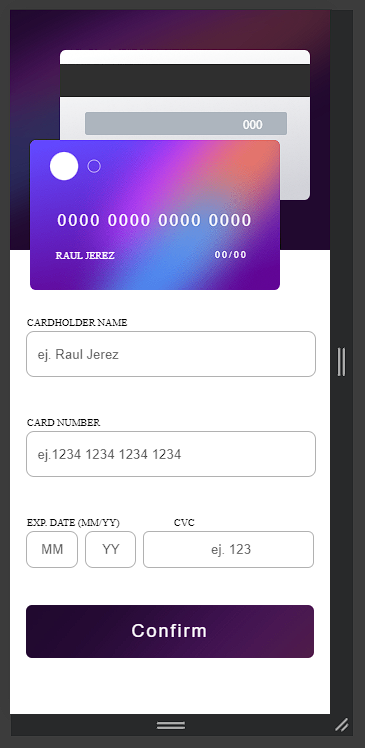 000
0000 0000 0000 0000
RAUL JEREZ 00/00
CARDHOLDER NAME
ej. Raul Jerez
CARD NUMBER
ej.1234 1234 1234 1234
EXP. DATE (MM/YY) CVC
MM YY ej. 123
Confirm